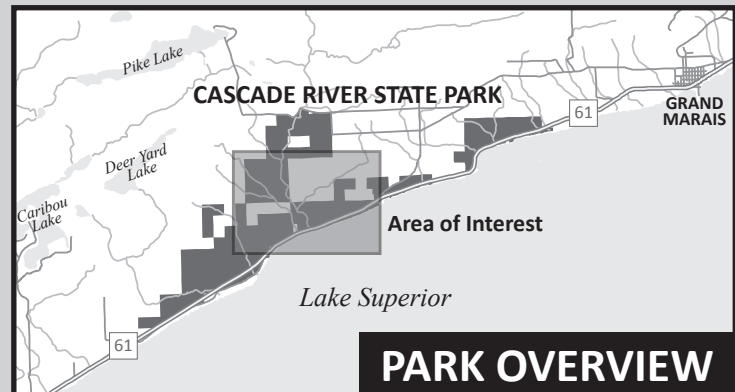 Pike Lake
CASCADE RIVER STATE PARK
61
GRAND
MARAIS
Deer Yard
Lake
Caribou
Lake
Area of Interest
Lake Superior
61
PARK OVERVIEW